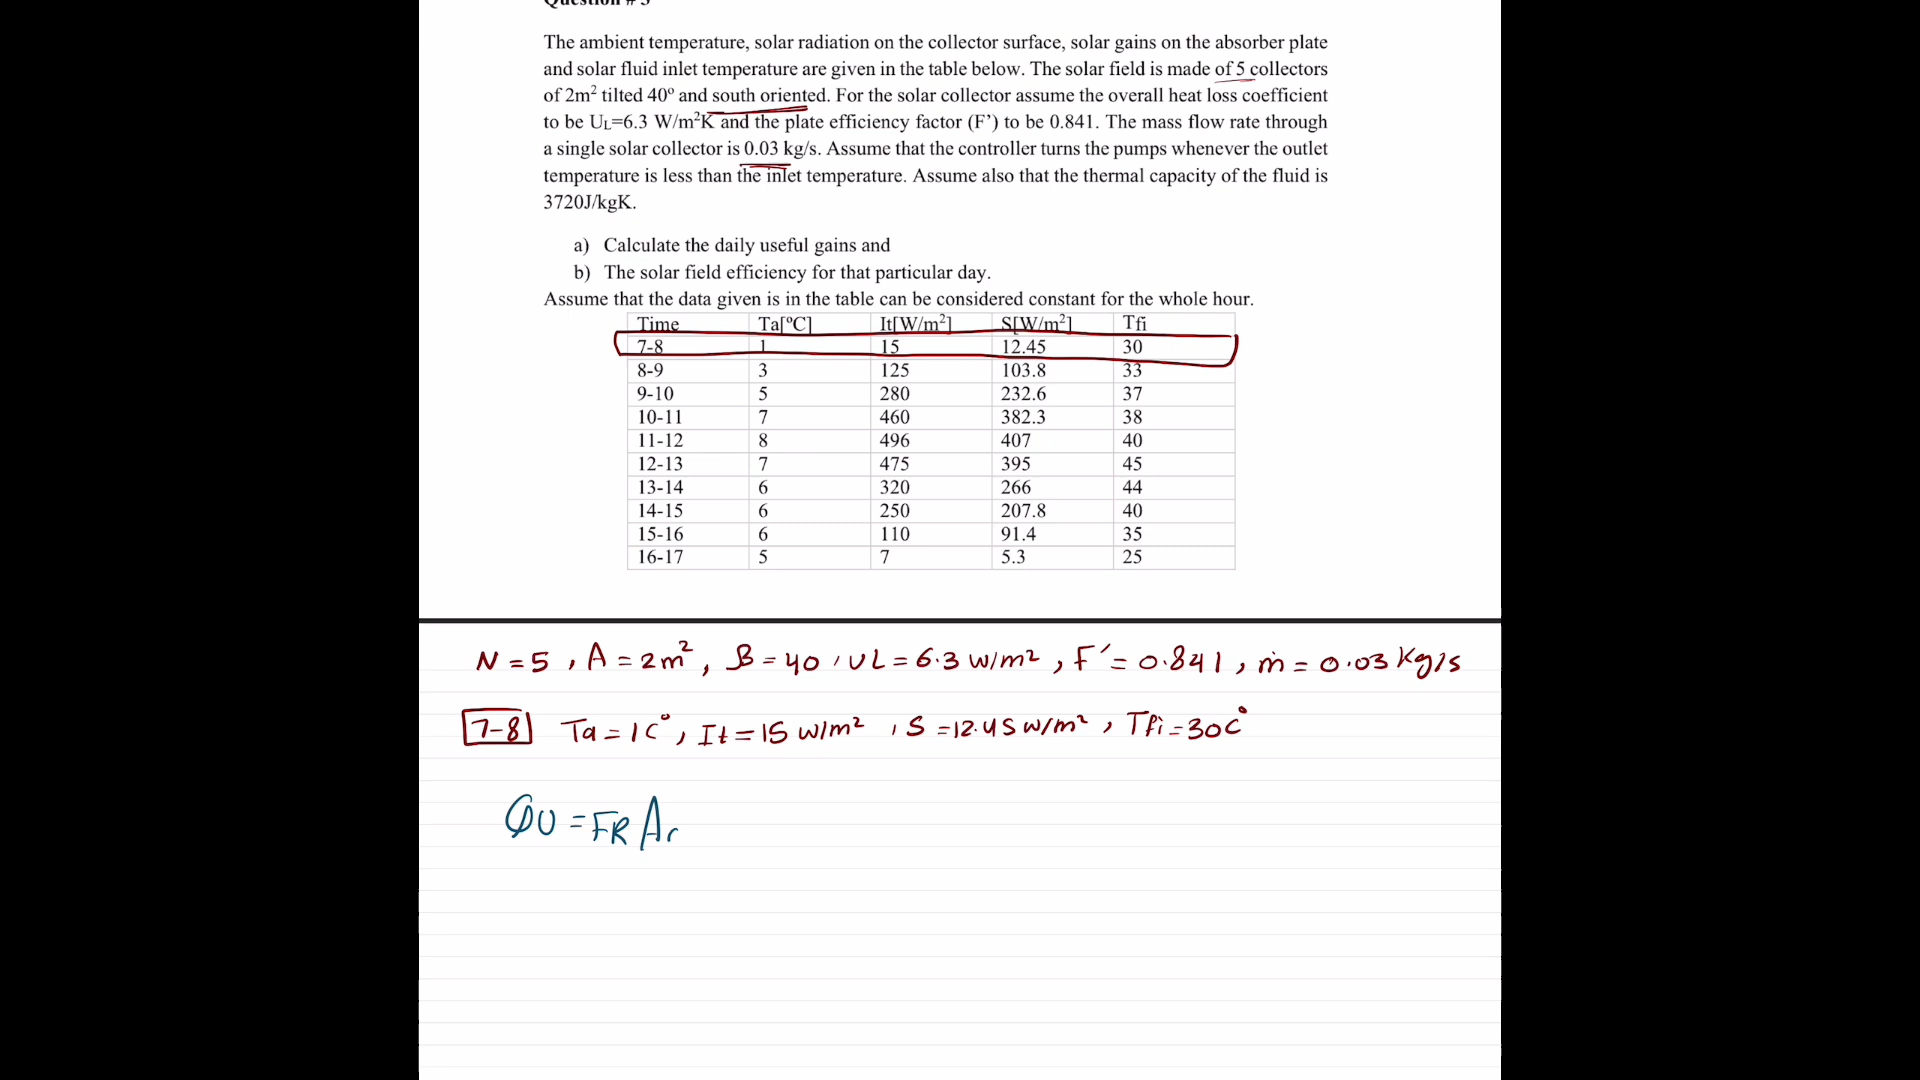 Question # 3
The ambient temperature, solar radiation on the collector surface, solar gains on the absorber plate
and solar fluid inlet temperature are given in the table below. The solar field is made of 5 collectors
of 2m² tilted 40º and south oriented. For the solar collector assume the overall heat loss coefficient
to be UL=6.3 W/m²K and the plate efficiency factor (F’) to be 0.841. The mass flow rate through
a single solar collector is 0.03 kg/s. Assume that the controller turns the pumps whenever the outlet
temperature is less than the inlet temperature. Assume also that the thermal capacity of the fluid is
3720J/kgK.
a) Calculate the daily useful gains and
b) The solar field efficiency for that particular day.
Assume that the data given is in the table can be considered constant for the whole hour.
Time Ta[ºC] It[W/m²] S[W/m²] Tfi
7-8 1 15 12.45 30
8-9 3 125 103.8 33
9-10 5 280 232.6 37
10-11 7 460 382.3 38
11-12 8 496 407 40
12-13 7 475 395 45
13-14 6 320 266 44
14-15 6 250 207.8 40
15-16 6 110 91.4 35
16-17 5 7 5.3 25
N = 5 , A = 2m² , B = 40 , UL = 6.3 W/m² , F' = 0.841 , ṁ = 0.03 Kg/s
7-8 Ta = 1C° , It = 15 W/m² , S = 12.45 W/m² , Tfi = 30C°
QU = FR Ac